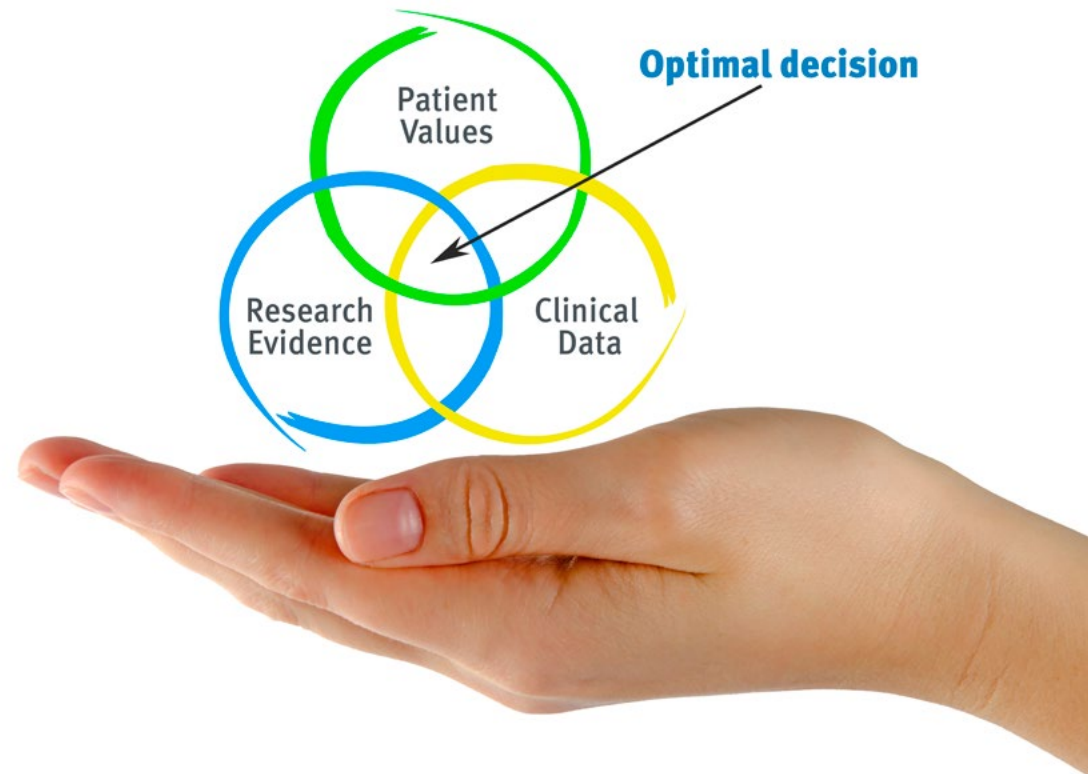 Optimal decision
Patient
Values
Research
Evidence
Clinical
Data